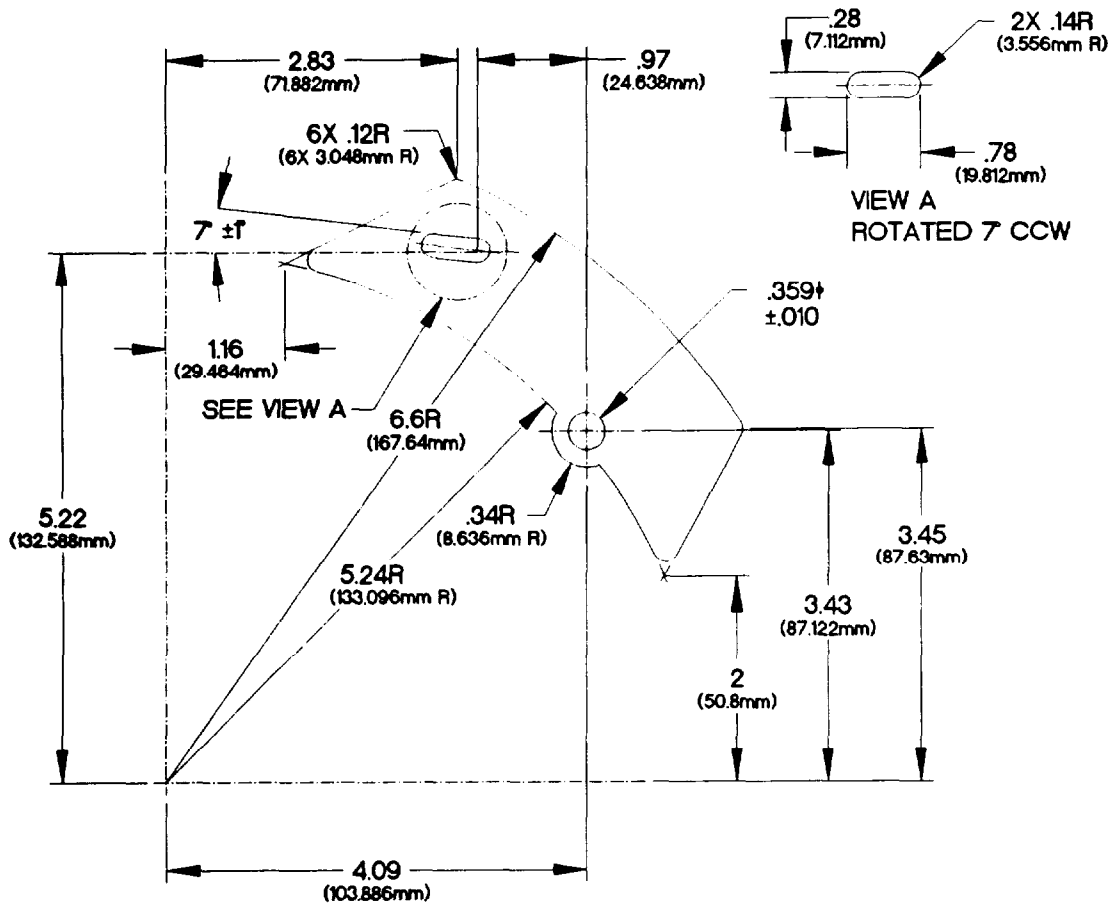 .28
(7.112mm)
2X .14R
(3.556mm R)
2.83
(71.882mm)
.97
(24.638mm)
6X .12R
(6X 3.048mm R)
.78
(19.812mm)
VIEW A
ROTATED 7° CCW
7° ±1°
.359⌀
±.010
1.16
(29.464mm)
SEE VIEW A
6.6R
(167.64mm)
5.22
(132.588mm)
.34R
(8.636mm R)
3.45
(87.63mm)
5.24R
(133.096mm R)
3.43
(87.122mm)
2
(50.8mm)
4.09
(103.886mm)